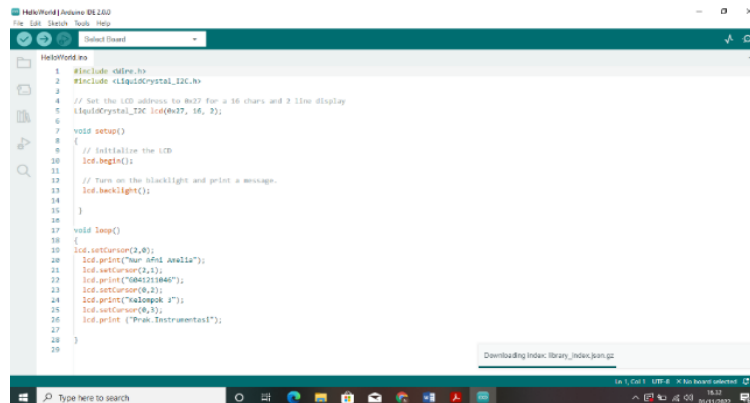 HelloWorld | Arduino IDE 2.0.0
File Edit Sketch Tools Help
Select Board
HelloWorld.ino
1 #include <Wire.h>
2 #include <LiquidCrystal_I2C.h>
3
4 // Set the LCD address to 0x27 for a 16 chars and 2 line display
5 LiquidCrystal_I2C lcd(0x27, 16, 2);
6
7 void setup()
8 {
9 // Initialize the LCD
10 lcd.begin();
11
12 // Turn on the blacklight and print a message.
13 lcd.backlight();
14
15 }
16
17 void loop()
18 {
19 lcd.setCursor(2,0);
20 lcd.print("Nur Afni Amelia");
21 lcd.setCursor(2,1);
22 lcd.print("G041211046");
23 lcd.setCursor(0,2);
24 lcd.print("Kelompok 3");
25 lcd.setCursor(0,3);
26 lcd.print ("Prak.Instrumentasi");
27
28 }
29
Downloading index: library_index.json.gz
Ln 1, Col 1 UTF-8 No board selected
Type here to search
16.32
01/11/2022